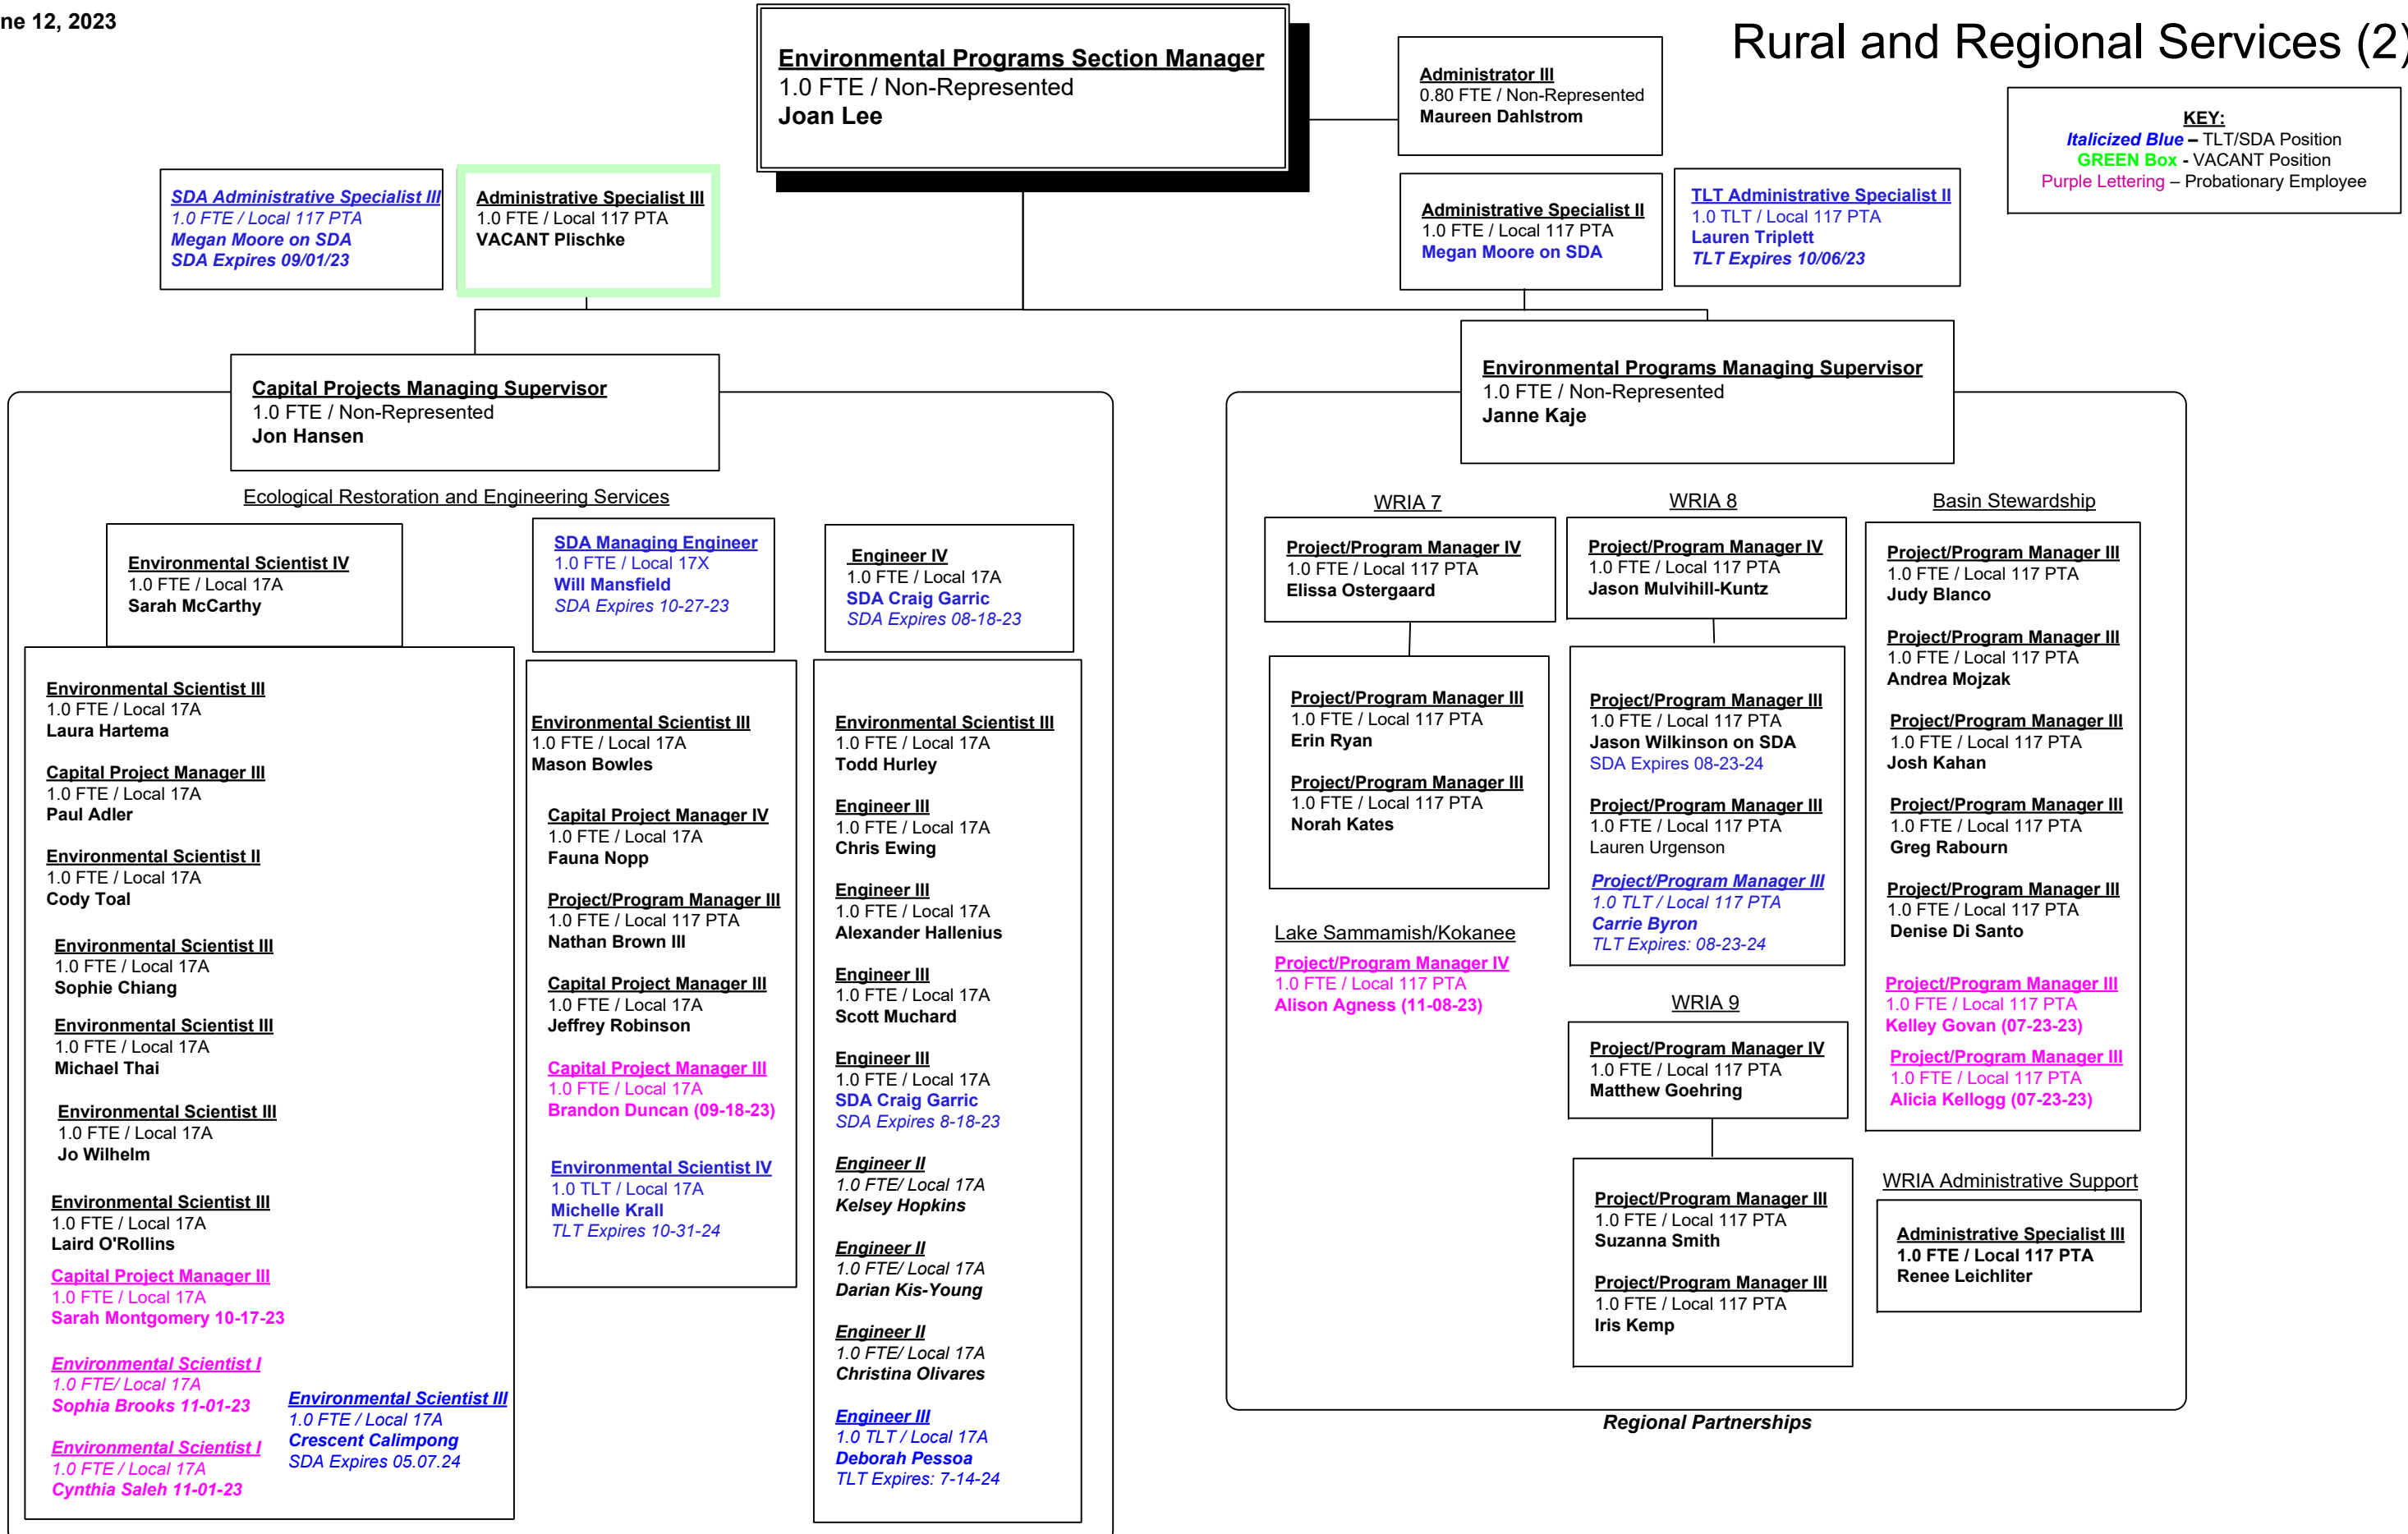 ne 12, 2023
Rural and Regional Services (2)
Environmental Programs Section Manager
1.0 FTE / Non-Represented
Joan Lee
Administrator III
0.80 FTE / Non-Represented
Maureen Dahlstrom
KEY:
Italicized Blue – TLT/SDA Position
GREEN Box - VACANT Position
Purple Lettering – Probationary Employee
SDA Administrative Specialist III
1.0 FTE / Local 117 PTA
Megan Moore on SDA
SDA Expires 09/01/23
Administrative Specialist III
1.0 FTE / Local 117 PTA
VACANT Plischke
Administrative Specialist II
1.0 FTE / Local 117 PTA
Megan Moore on SDA
TLT Administrative Specialist II
1.0 TLT / Local 117 PTA
Lauren Triplett
TLT Expires 10/06/23
Capital Projects Managing Supervisor
1.0 FTE / Non-Represented
Jon Hansen
Environmental Programs Managing Supervisor
1.0 FTE / Non-Represented
Janne Kaje
Ecological Restoration and Engineering Services
Environmental Scientist IV
1.0 FTE / Local 17A
Sarah McCarthy
Environmental Scientist III
1.0 FTE / Local 17A
Laura Hartema
Capital Project Manager III
1.0 FTE / Local 17A
Paul Adler
Environmental Scientist II
1.0 FTE / Local 17A
Cody Toal
Environmental Scientist III
1.0 FTE / Local 17A
Sophie Chiang
Environmental Scientist III
1.0 FTE / Local 17A
Michael Thai
Environmental Scientist III
1.0 FTE / Local 17A
Jo Wilhelm
Environmental Scientist III
1.0 FTE / Local 17A
Laird O'Rollins
Capital Project Manager III
1.0 FTE / Local 17A
Sarah Montgomery 10-17-23
Environmental Scientist I
1.0 FTE/ Local 17A
Sophia Brooks 11-01-23
Environmental Scientist I
1.0 FTE / Local 17A
Cynthia Saleh 11-01-23
Environmental Scientist III
1.0 FTE / Local 17A
Crescent Calimpong
SDA Expires 05.07.24
SDA Managing Engineer
1.0 FTE / Local 17X
Will Mansfield
SDA Expires 10-27-23
Environmental Scientist III
1.0 FTE / Local 17A
Mason Bowles
Capital Project Manager IV
1.0 FTE / Local 17A
Fauna Nopp
Project/Program Manager III
1.0 FTE / Local 117 PTA
Nathan Brown III
Capital Project Manager III
1.0 FTE / Local 17A
Jeffrey Robinson
Capital Project Manager III
1.0 FTE / Local 17A
Brandon Duncan (09-18-23)
Environmental Scientist IV
1.0 TLT / Local 17A
Michelle Krall
TLT Expires 10-31-24
Engineer IV
1.0 FTE / Local 17A
SDA Craig Garric
SDA Expires 08-18-23
Environmental Scientist III
1.0 FTE / Local 17A
Todd Hurley
Engineer III
1.0 FTE / Local 17A
Chris Ewing
Engineer III
1.0 FTE / Local 17A
Alexander Hallenius
Engineer III
1.0 FTE / Local 17A
Scott Muchard
Engineer III
1.0 FTE / Local 17A
SDA Craig Garric
SDA Expires 8-18-23
Engineer II
1.0 FTE/ Local 17A
Kelsey Hopkins
Engineer II
1.0 FTE/ Local 17A
Darian Kis-Young
Engineer II
1.0 FTE/ Local 17A
Christina Olivares
Engineer III
1.0 TLT / Local 17A
Deborah Pessoa
TLT Expires: 7-14-24
WRIA 7
Project/Program Manager IV
1.0 FTE / Local 117 PTA
Elissa Ostergaard
Project/Program Manager III
1.0 FTE / Local 117 PTA
Erin Ryan
Project/Program Manager III
1.0 FTE / Local 117 PTA
Norah Kates
Lake Sammamish/Kokanee
Project/Program Manager IV
1.0 FTE / Local 117 PTA
Alison Agness (11-08-23)
WRIA 8
Project/Program Manager IV
1.0 FTE / Local 117 PTA
Jason Mulvihill-Kuntz
Project/Program Manager III
1.0 FTE / Local 117 PTA
Jason Wilkinson on SDA
SDA Expires 08-23-24
Project/Program Manager III
1.0 FTE / Local 117 PTA
Lauren Urgenson
Project/Program Manager III
1.0 TLT / Local 117 PTA
Carrie Byron
TLT Expires: 08-23-24
WRIA 9
Project/Program Manager IV
1.0 FTE / Local 117 PTA
Matthew Goehring
Project/Program Manager III
1.0 FTE / Local 117 PTA
Suzanna Smith
Project/Program Manager III
1.0 FTE / Local 117 PTA
Iris Kemp
Basin Stewardship
Project/Program Manager III
1.0 FTE / Local 117 PTA
Judy Blanco
Project/Program Manager III
1.0 FTE / Local 117 PTA
Andrea Mojzak
Project/Program Manager III
1.0 FTE / Local 117 PTA
Josh Kahan
Project/Program Manager III
1.0 FTE / Local 117 PTA
Greg Rabourn
Project/Program Manager III
1.0 FTE / Local 117 PTA
Denise Di Santo
Project/Program Manager III
1.0 FTE / Local 117 PTA
Kelley Govan (07-23-23)
Project/Program Manager III
1.0 FTE / Local 117 PTA
Alicia Kellogg (07-23-23)
WRIA Administrative Support
Administrative Specialist III
1.0 FTE / Local 117 PTA
Renee Leichliter
Regional Partnerships